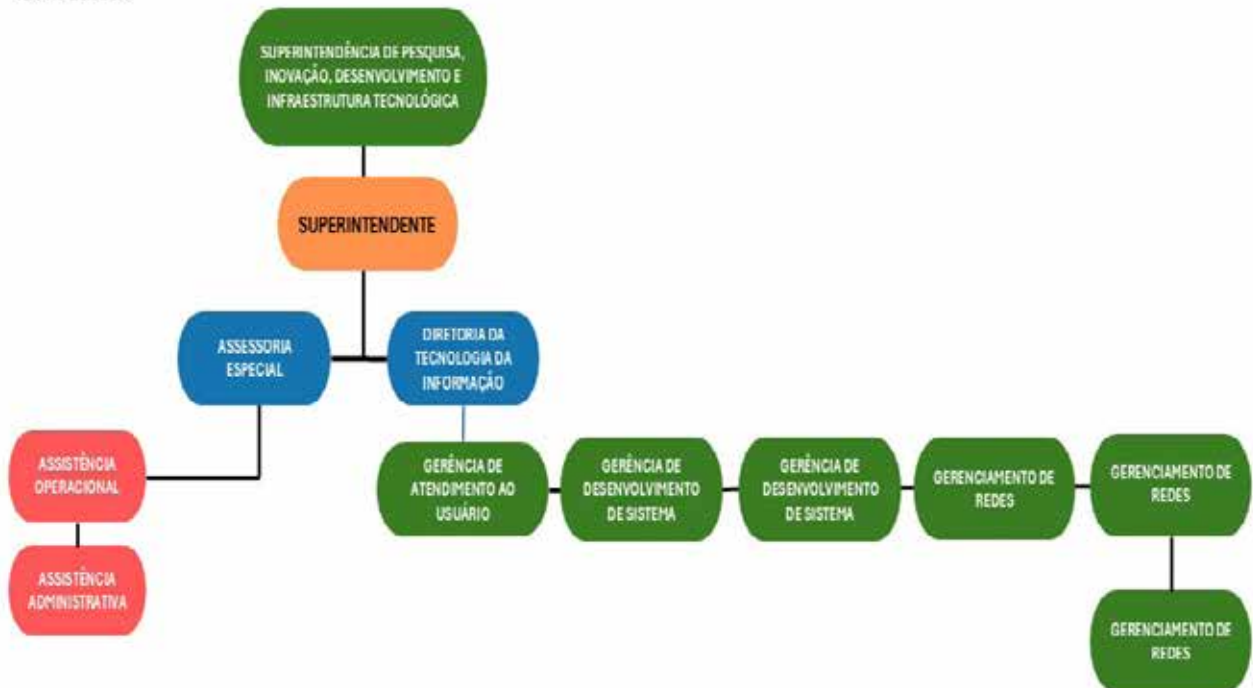 SUPERINTENDÊNCIA DE PESQUISA,
INOVAÇÃO, DESENVOLVIMENTO E
INFRAESTRUTURA TECNOLÓGICA
SUPERINTENDENTE
ASSESSORIA
ESPECIAL
DIRETORIA DA
TECNOLOGIA DA
INFORMAÇÃO
ASSISTÊNCIA
OPERACIONAL
ASSISTÊNCIA
ADMINISTRATIVA
GERÊNCIA DE
ATENDIMENTO AO
USUÁRIO
GERÊNCIA DE
DESENVOLVIMENTO
DE SISTEMA
GERÊNCIA DE
DESENVOLVIMENTO
DE SISTEMA
GERENCIAMENTO DE
REDES
GERENCIAMENTO DE
REDES
GERENCIAMENTO DE
REDES